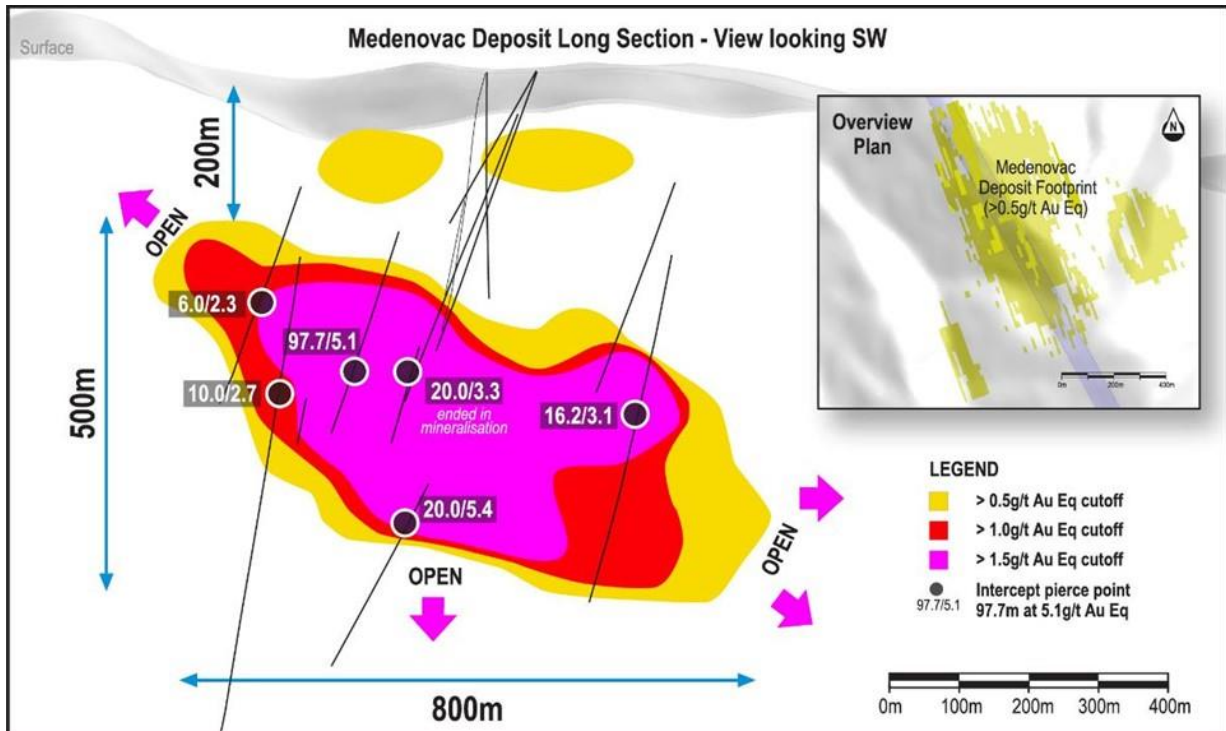 Medenovac Deposit Long Section - View looking SW
Surface
200m
OPEN
500m
6.0/2.3
97.7/5.1
10.0/2.7
20.0/3.3
ended in
mineralisation
16.2/3.1
20.0/5.4
OPEN
OPEN
800m
Overview
Plan
N
Medenovac
Deposit Footprint
(>0.5g/t Au Eq)
0m 200m 400m
LEGEND
> 0.5g/t Au Eq cutoff
> 1.0g/t Au Eq cutoff
> 1.5g/t Au Eq cutoff
97.7/5.1
Intercept pierce point
97.7m at 5.1g/t Au Eq
0m 100m 200m 300m 400m